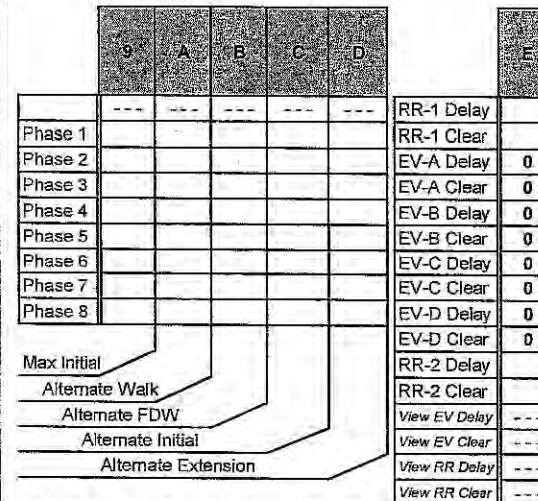 9 A B C D E
--- --- --- --- --- RR-1 Delay
Phase 1 RR-1 Clear
Phase 2 EV-A Delay 0
Phase 3 EV-A Clear 0
Phase 4 EV-B Delay 0
Phase 5 EV-B Clear 0
Phase 6 EV-C Delay 0
Phase 7 EV-C Clear 0
Phase 8 EV-D Delay 0
EV-D Clear 0
Max Initial RR-2 Delay
Alternate Walk RR-2 Clear
Alternate FDW View EV Delay ---
Alternate Initial View EV Clear ---
Alternate Extension View RR Delay ---
View RR Clear ---